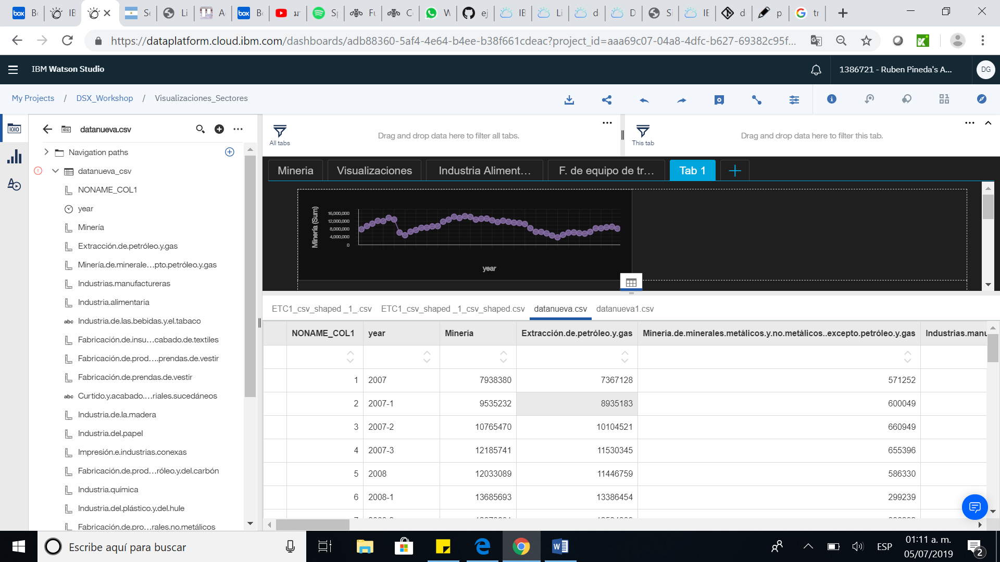 https://dataplatform.cloud.ibm.com/dashboards/adb88360-5af4-4e64-b4ee-b38f661cdeac?project_id=aaa69c07-04a8-4dfc-b627-69382c95f...
IBM Watson Studio
1386721 - Ruben Pineda's A...
DG
My Projects / DSX_Workshop / Visualizaciones_Sectores
datanueva.csv
Navigation paths
datanueva_csv
NONAME_COL1
year
Minería
Extracción.de.petróleo.y.gas
Minería.de.minerale...pto.petróleo.y.gas
Industrias.manufactureras
Industria.alimentaria
abc Industria.de.las.bebidas.y.el.tabaco
Fabricación.de.insu...cabado.de.textiles
Fabricación.de.prod....prendas.de.vestir
Fabricación.de.prendas.de.vestir
abc Curtido.y.acabado....riales.sucedáneos
Industria.de.la.madera
Industria.del.papel
Impresión.e.industrias.conexas
Fabricación.de.prod...róleo.y.del.carbón
Industria.química
Industria.del.plástico.y.del.hule
Fabricación.de.pro...rales.no.metálicos
All tabs
Drag and drop data here to filter all tabs.
This tab
Drag and drop data here to filter this tab.
Mineria Visualizaciones Industria Aliment... F. de equipo de tr... Tab 1
Minería (Sum)
16,000,000
12,000,000
8,000,000
4,000,000
0
year
ETC1_csv_shaped _1_.csv ETC1_csv_shaped _1_csv_shaped.csv datanueva.csv datanueva1.csv
NONAME_COL1 year Minería Extracción.de.petróleo.y.gas Minería.de.minerales.metálicos.y.no.metálicos..excepto.petróleo.y.gas Industrias.manu
1 2007 7938380 7367128 571252
2 2007-1 9535232 8935183 600049
3 2007-2 10765470 10104521 660949
4 2007-3 12185741 11530345 655396
5 2008 12033089 11446759 586330
6 2008-1 13685693 13386454 299239
Escribe aquí para buscar
ESP
01:11 a. m.
05/07/2019
2